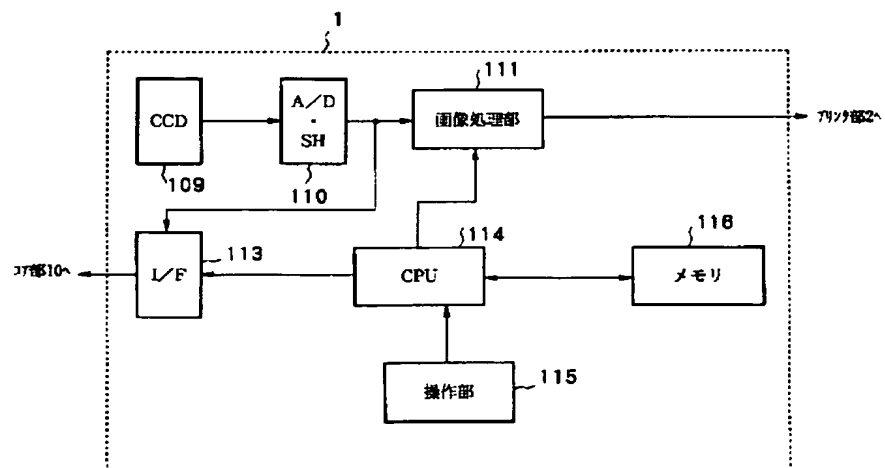 1
111
A/D
・
SH
CCD
画像処理部
プリンタ部2へ
109
110
113
114
116
コア部10へ
I/F
CPU
メモリ
操作部
115